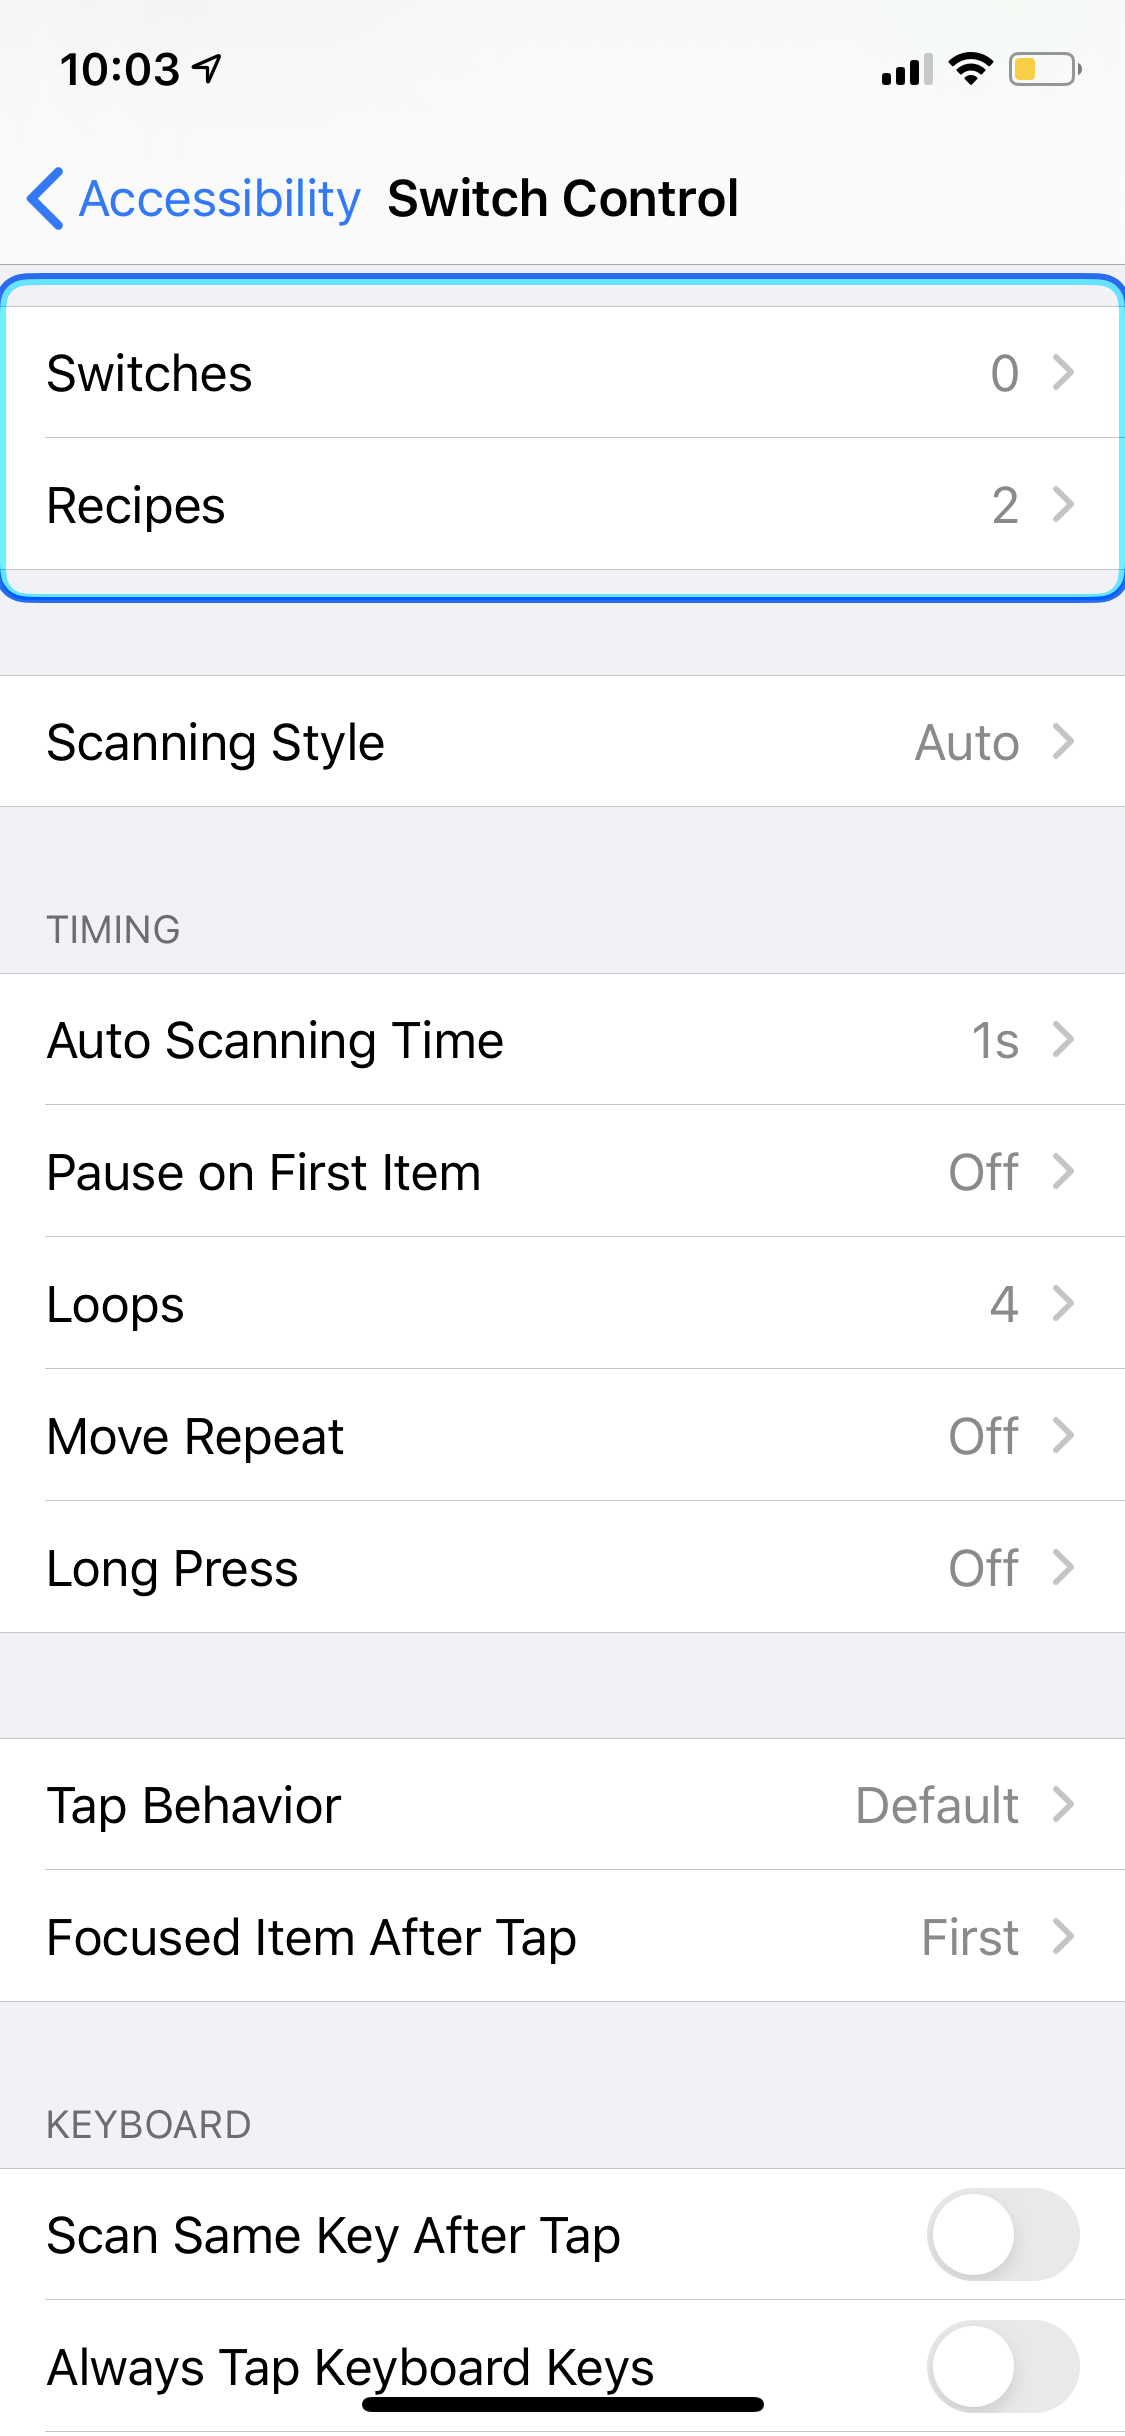 10:03
Accessibility Switch Control
Switches 0
Recipes 2
Scanning Style Auto
TIMING
Auto Scanning Time 1s
Pause on First Item Off
Loops 4
Move Repeat Off
Long Press Off
Tap Behavior Default
Focused Item After Tap First
KEYBOARD
Scan Same Key After Tap
Always Tap Keyboard Keys